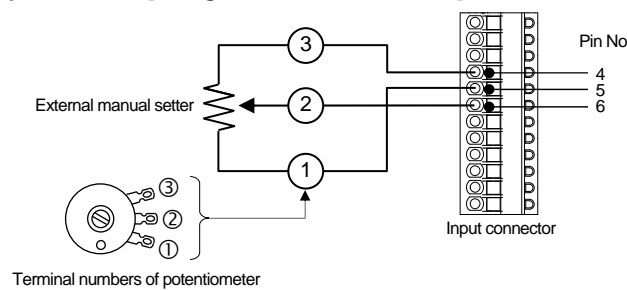 3
Pin No
4
External manual setter
2
5
6
1
③
②
①
Input connector
Terminal numbers of potentiometer